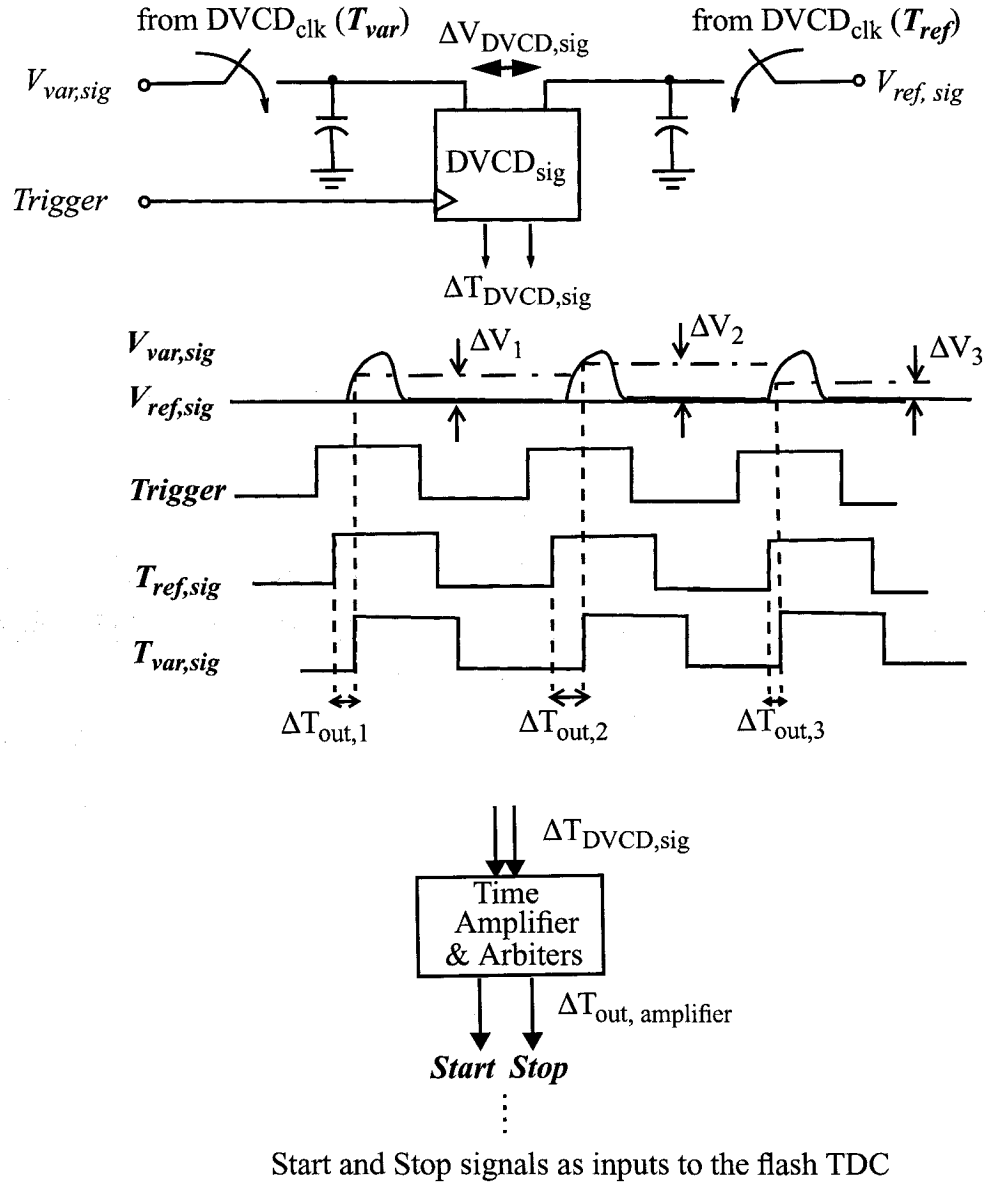 from DVCD_clk (T_var)
ΔV_DVCD,sig
from DVCD_clk (T_ref)
V_var,sig
V_ref, sig
DVCD_sig
Trigger
ΔT_DVCD,sig
V_var,sig
ΔV_1
ΔV_2
ΔV_3
V_ref,sig
Trigger
T_ref,sig
T_var,sig
ΔT_out,1
ΔT_out,2
ΔT_out,3
ΔT_DVCD,sig
Time
Amplifier
& Arbiters
ΔT_out, amplifier
Start Stop
Start and Stop signals as inputs to the flash TDC